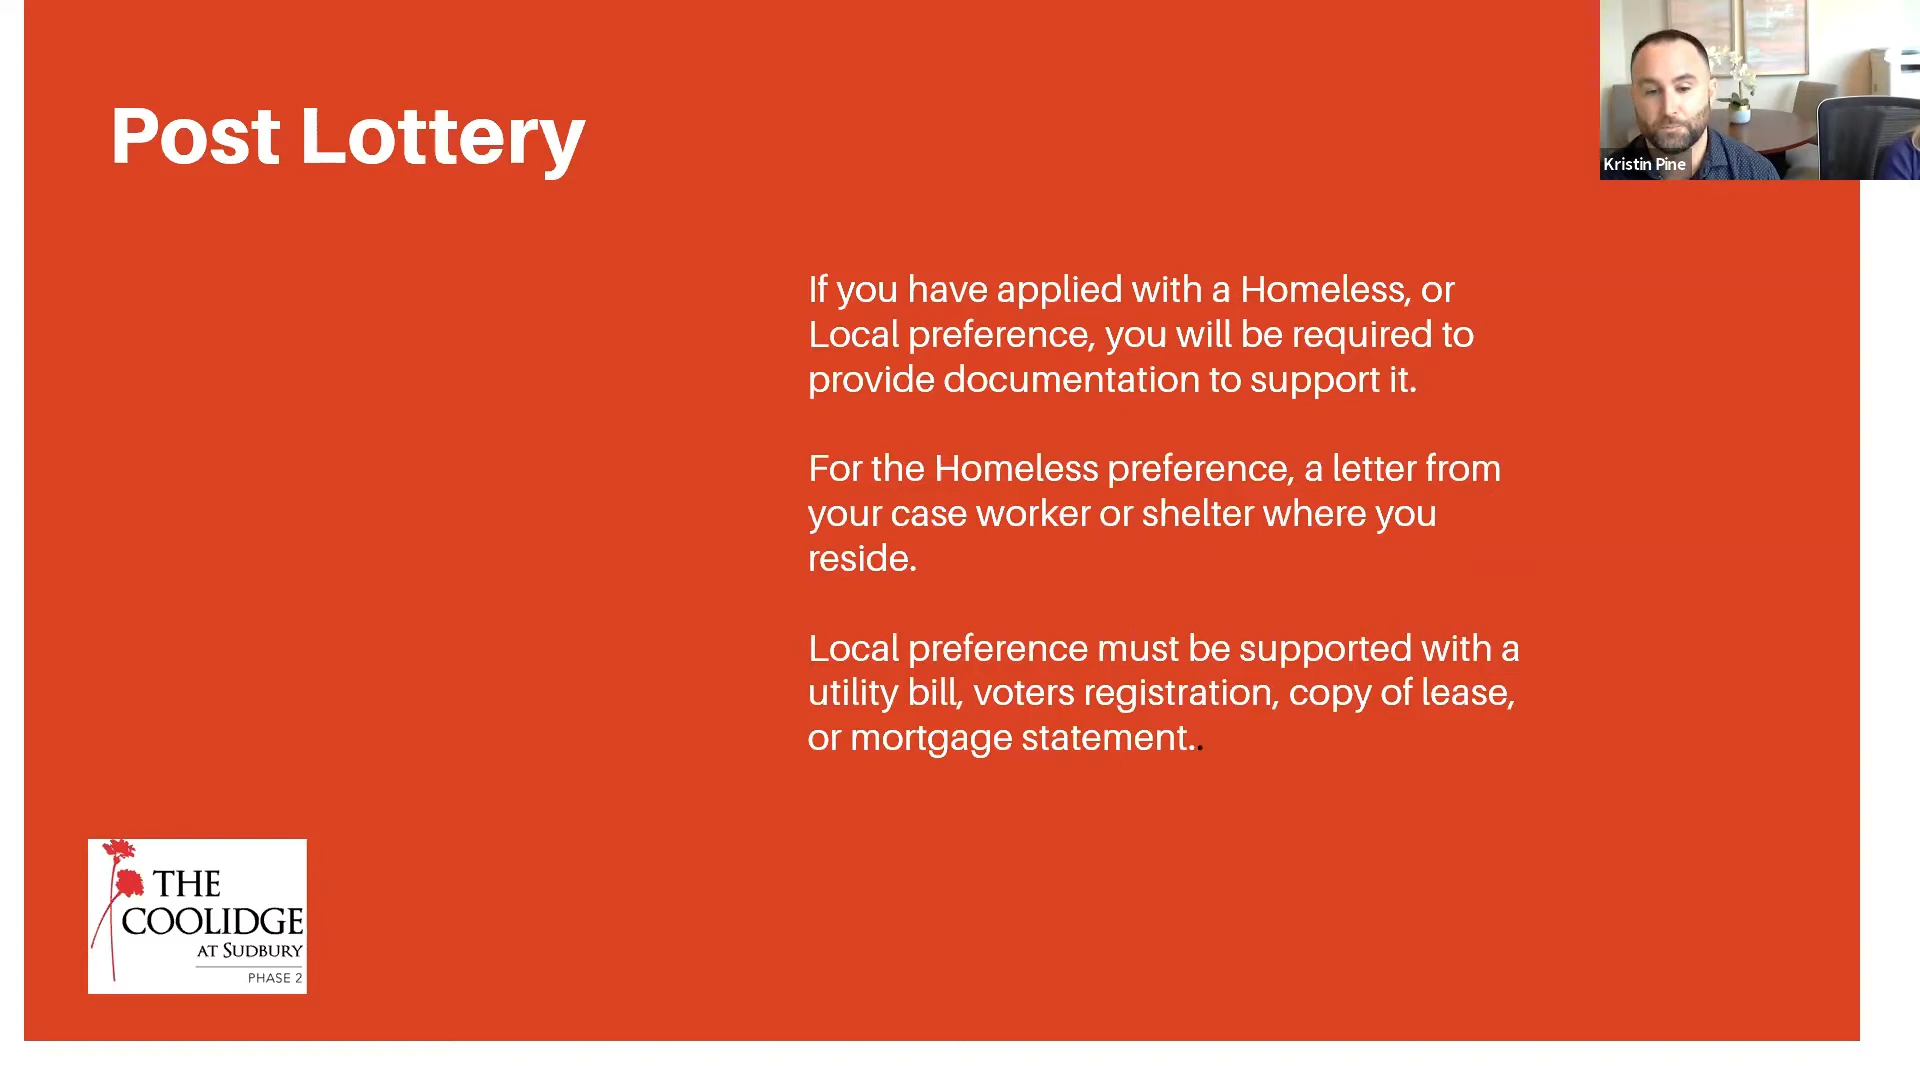 Post Lottery
Kristin Pine
If you have applied with a Homeless, or
Local preference, you will be required to
provide documentation to support it.
For the Homeless preference, a letter from
your case worker or shelter where you
reside.
Local preference must be supported with a
utility bill, voters registration, copy of lease,
or mortgage statement..
THE
COOLIDGE
AT SUDBURY
PHASE 2